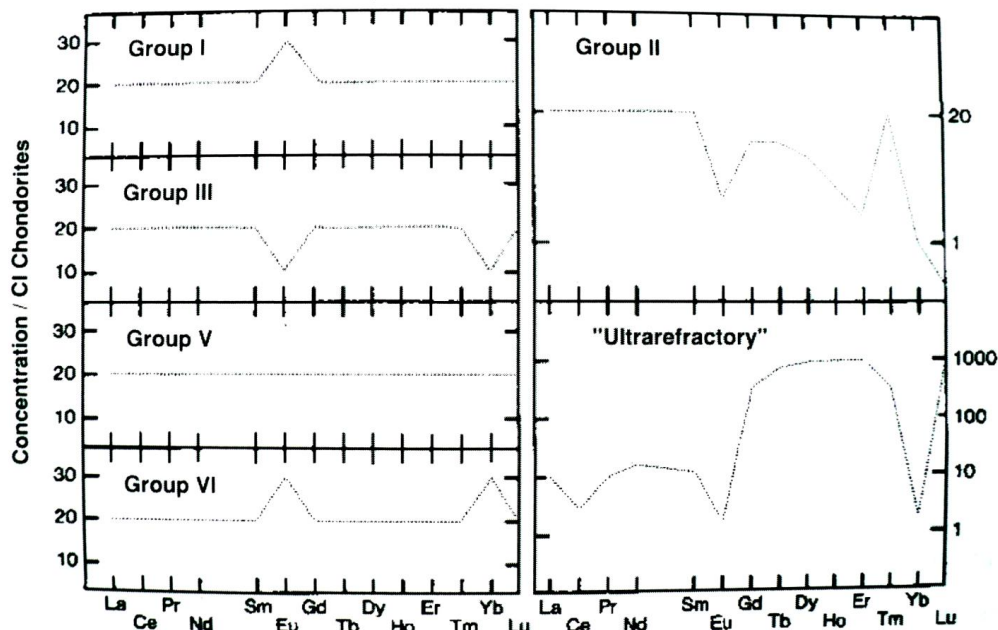 Concentration / CI Chondorites
Group I
30
20
10
Group III
30
20
10
Group V
30
20
10
Group VI
30
20
10
La Ce Pr Nd Sm Eu Gd Tb Dy Ho Er Tm Yb Lu
Group II
20
1
"Ultrarefractory"
1000
100
10
1
La Ce Pr Nd Sm Eu Gd Tb Dy Ho Er Tm Yb Lu